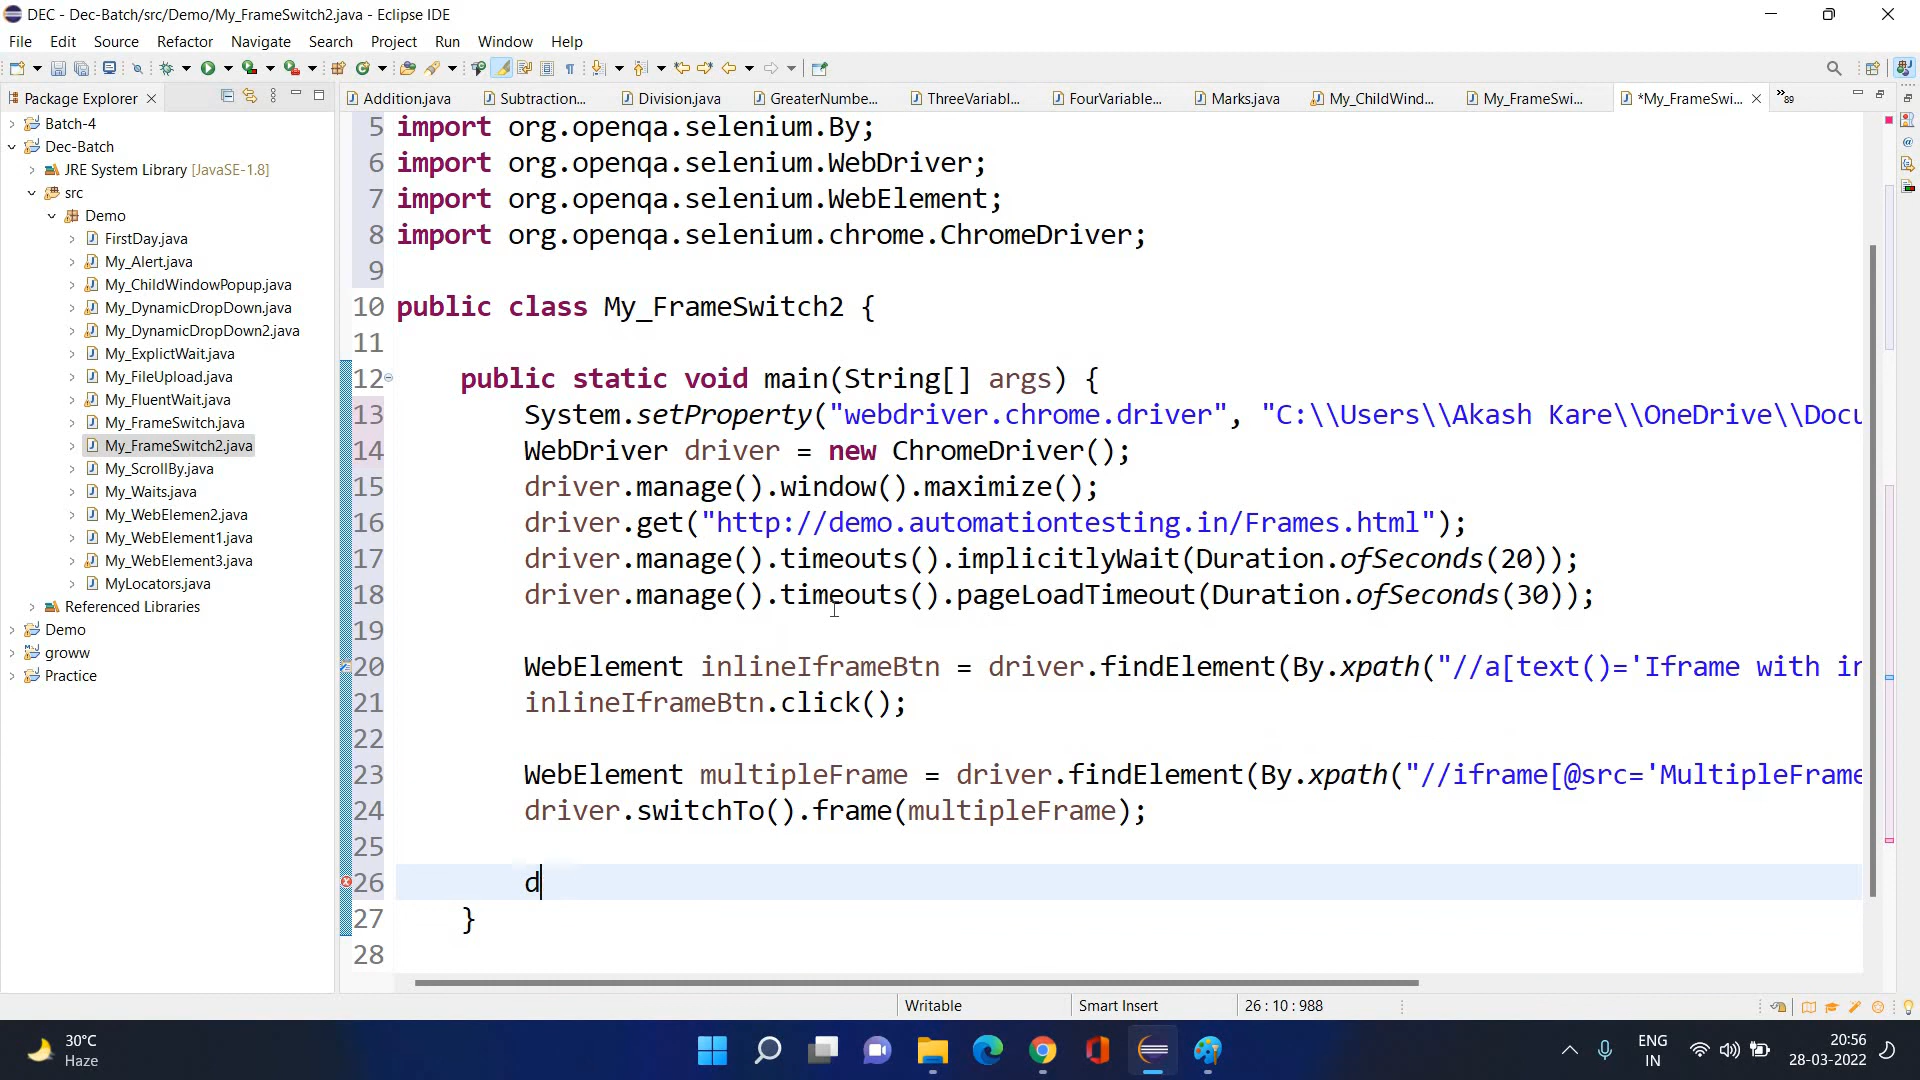 DEC - Dec-Batch/src/Demo/My_FrameSwitch2.java - Eclipse IDE
File Edit Source Refactor Navigate Search Run Project Window Help
Package Explorer
Addition.java Subtraction... Division.java GreaterNumbe... ThreeVariabl... FourVariable... Marks.java My_ChildWind... My_FrameSwi... *My_FrameSwi... »89
Batch-4
Dec-Batch
JRE System Library [JavaSE-1.8]
src
Demo
FirstDay.java
My_Alert.java
My_ChildWindowPopup.java
My_DynamicDropDown.java
My_DynamicDropDown2.java
My_ExplictWait.java
My_FileUpload.java
My_FluentWait.java
My_FrameSwitch.java
My_FrameSwitch2.java
My_ScrollBy.java
My_Waits.java
My_WebElemen2.java
My_WebElement1.java
My_WebElement3.java
MyLocators.java
Referenced Libraries
Demo
groww
Practice
5 import org.openqa.selenium.By;
6 import org.openqa.selenium.WebDriver;
7 import org.openqa.selenium.WebElement;
8 import org.openqa.selenium.chrome.ChromeDriver;
9
10 public class My_FrameSwitch2 {
11
12 public static void main(String[] args) {
13 System.setProperty("webdriver.chrome.driver", "C:\\Users\\Akash Kare\\OneDrive\\Docu
14 WebDriver driver = new ChromeDriver();
15 driver.manage().window().maximize();
16 driver.get("http://demo.automationtesting.in/Frames.html");
17 driver.manage().timeouts().implicitlyWait(Duration.ofSeconds(20));
18 driver.manage().timeouts().pageLoadTimeout(Duration.ofSeconds(30));
19
20 WebElement inlineIframeBtn = driver.findElement(By.xpath("//a[text()='Iframe with in
21 inlineIframeBtn.click();
22
23 WebElement multipleFrame = driver.findElement(By.xpath("//iframe[@src='MultipleFrame
24 driver.switchTo().frame(multipleFrame);
25
26 d
27 }
28
Writable Smart Insert 26 : 10 : 988
30°C
Haze
ENG
IN
20:56
28-03-2022